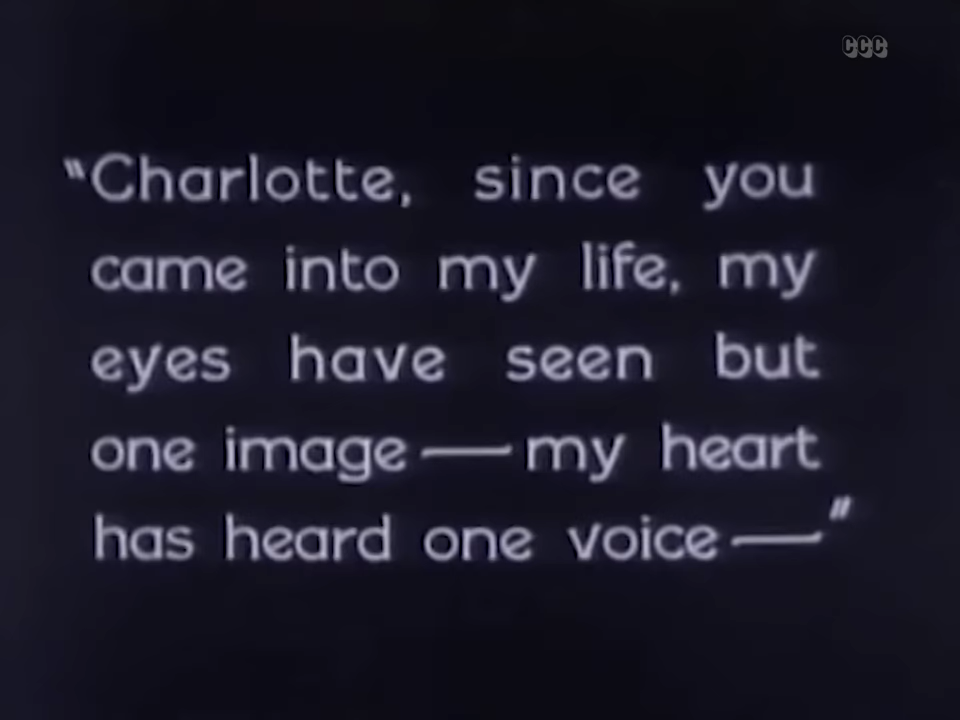 CCC
"Charlotte, since you
came into my life, my
eyes have seen but
one image — my heart
has heard one voice — "